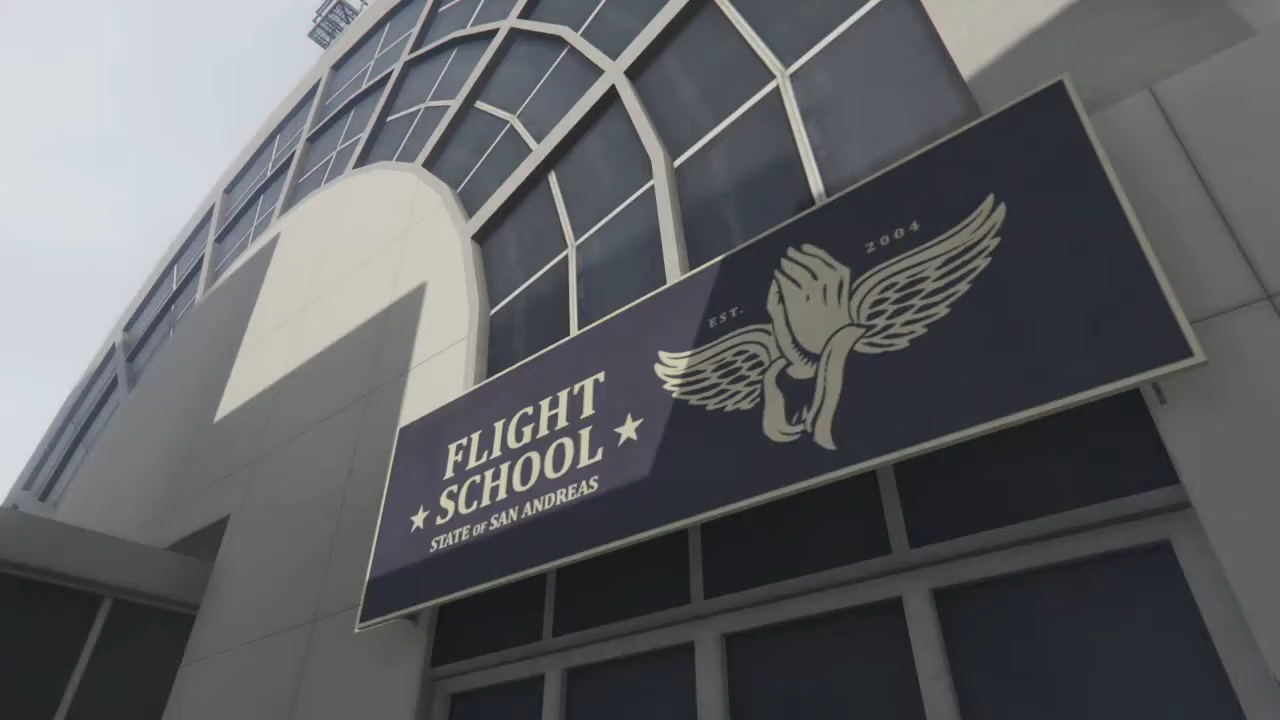 FLIGHT
SCHOOL
STATE OF SAN ANDREAS
EST.
2004